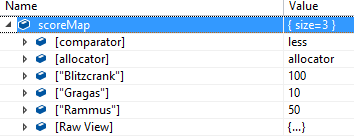 Name Value
scoreMap { size=3 }
[comparator] less
[allocator] allocator
["Blitzcrank"] 100
["Gragas"] 10
["Rammus"] 50
[Raw View] {...}